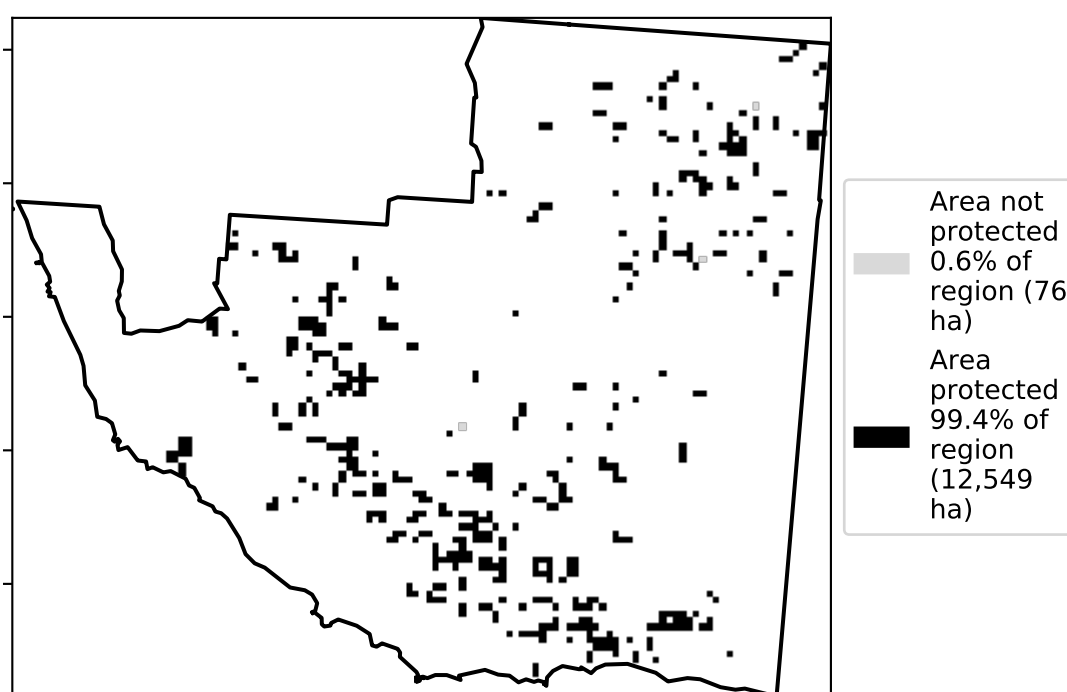 Area not
protected
0.6% of
region (76
ha)
Area
protected
99.4% of
region
(12,549
ha)